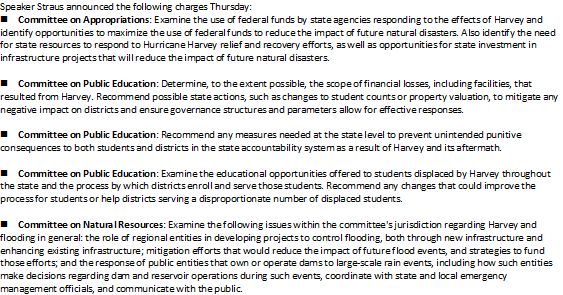 Speaker Straus announced the following charges Thursday:
■ Committee on Appropriations: Examine the use of federal funds by state agencies responding to the effects of Harvey and
identify opportunities to maximize the use of federal funds to reduce the impact of future natural disasters. Also identify the need
for state resources to respond to Hurricane Harvey relief and recovery efforts, as well as opportunities for state investment in
infrastructure projects that will reduce the impact of future natural disasters.
■ Committee on Public Education: Determine, to the extent possible, the scope of financial losses, including facilities, that
resulted from Harvey. Recommend possible state actions, such as changes to student counts or property valuation, to mitigate any
negative impact on districts and ensure governance structures and parameters allow for effective responses.
■ Committee on Public Education: Recommend any measures needed at the state level to prevent unintended punitive
consequences to both students and districts in the state accountability system as a result of Harvey and its aftermath.
■ Committee on Public Education: Examine the educational opportunities offered to students displaced by Harvey throughout
the state and the process by which districts enroll and serve those students. Recommend any changes that could improve the
process for students or help districts serving a disproportionate number of displaced students.
■ Committee on Natural Resources: Examine the following issues within the committee's jurisdiction regarding Harvey and
flooding in general: the role of regional entities in developing projects to control flooding, both through new infrastructure and
enhancing existing infrastructure; mitigation efforts that would reduce the impact of future flood events, and strategies to fund
those efforts; and the response of public entities that own or operate dams to large-scale rain events, including how such entities
make decisions regarding dam and reservoir operations during such events, coordinate with state and local emergency
management officials, and communicate with the public.